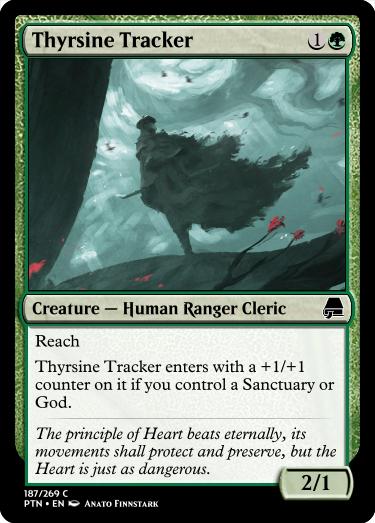 Thyrsine Tracker 1
Creature — Human Ranger Cleric
Reach
Thyrsine Tracker enters with a +1/+1
counter on it if you control a Sanctuary or
God.
The principle of Heart beats eternally, its
movements shall protect and preserve, but the
Heart is just as dangerous.
2/1
187/269 C
PTN • EN Anato Finnstark